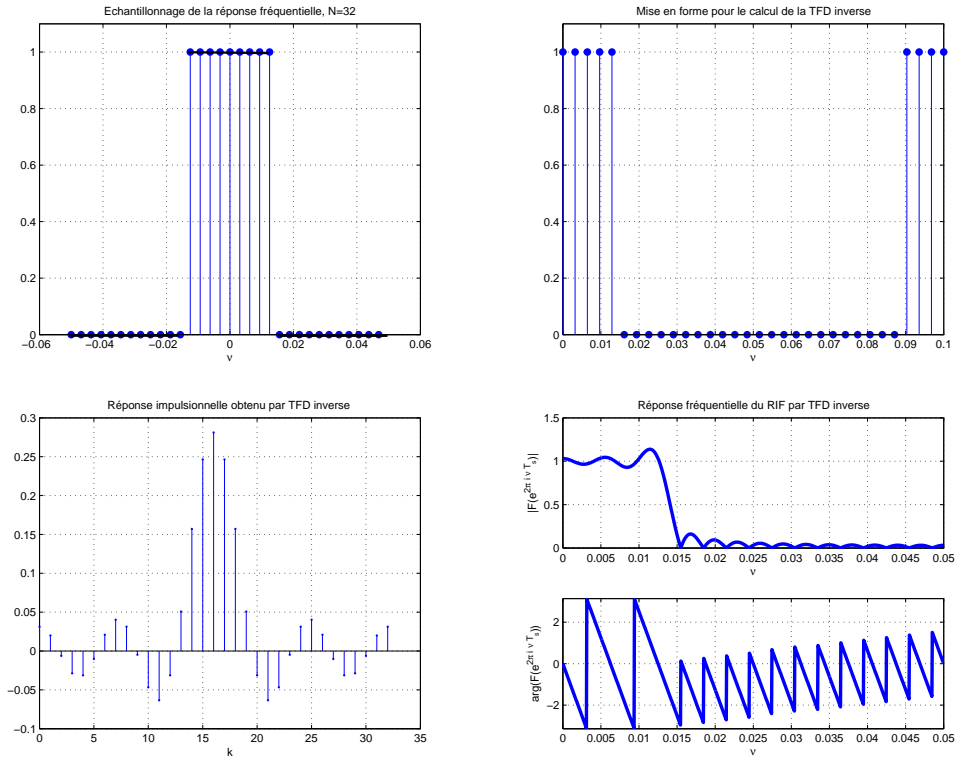 Echantillonnage de la réponse fréquentielle, N=32
1
0.8
0.6
0.4
0.2
0
−0.06 −0.04 −0.02 0 0.02 0.04 0.06
ν
Mise en forme pour le calcul de la TFD inverse
1
0.8
0.6
0.4
0.2
0
0 0.01 0.02 0.03 0.04 0.05 0.06 0.07 0.08 0.09 0.1
ν
Réponse impulsionnelle obtenu par TFD inverse
0.3
0.25
0.2
0.15
0.1
0.05
0
−0.05
−0.1
0 5 10 15 20 25 30 35
k
Réponse fréquentielle du RIF par TFD inverse
|F(e^{2π i ν T_s})|
1.5
1
0.5
0
0 0.005 0.01 0.015 0.02 0.025 0.03 0.035 0.04 0.045 0.05
ν
arg(F(e^{2π i ν T_s}))
2
0
−2
0 0.005 0.01 0.015 0.02 0.025 0.03 0.035 0.04 0.045 0.05
ν